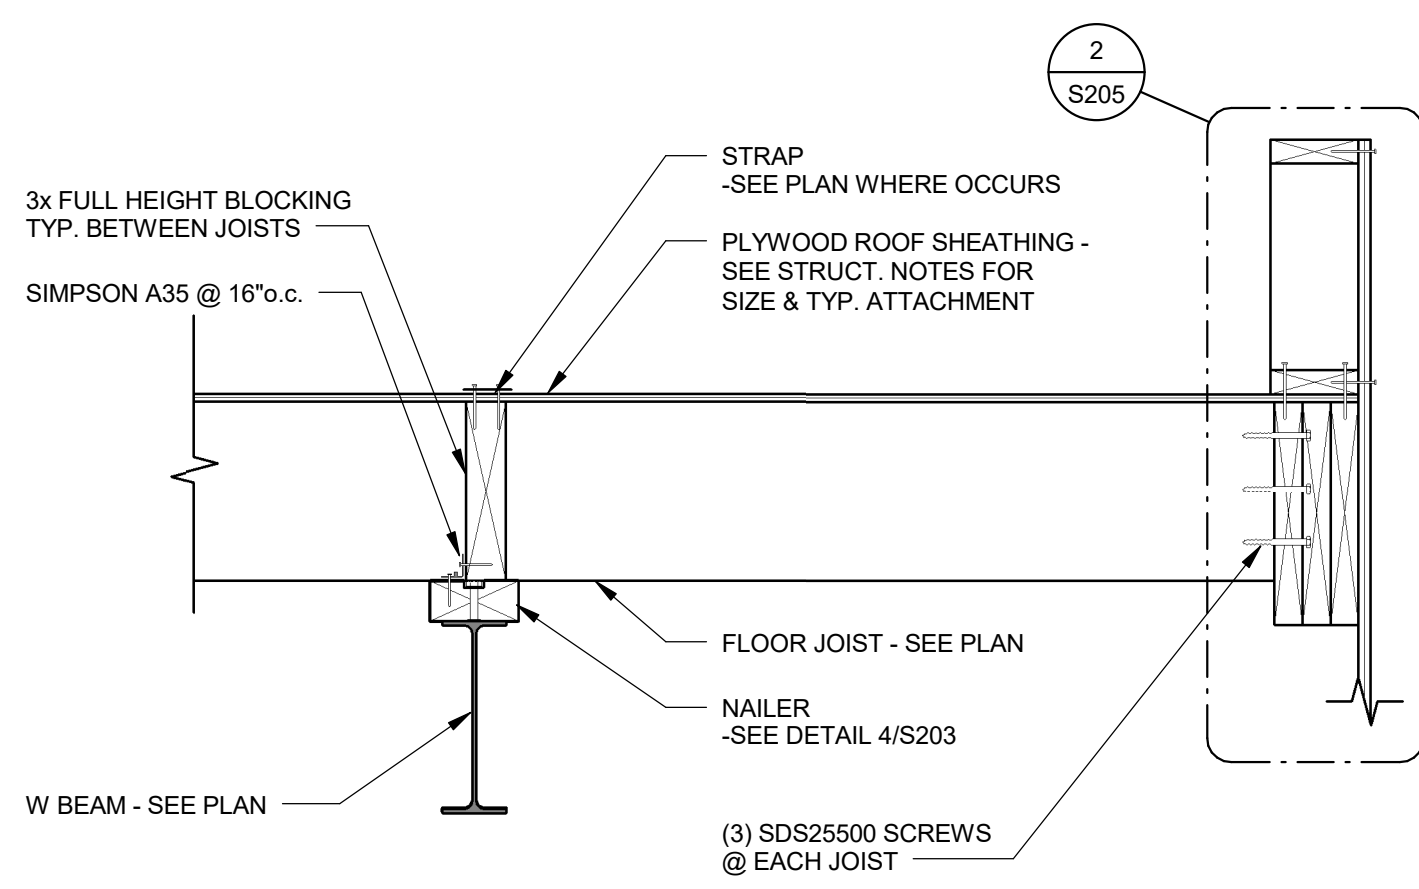 2
S205
STRAP
-SEE PLAN WHERE OCCURS
3x FULL HEIGHT BLOCKING
TYP. BETWEEN JOISTS
PLYWOOD ROOF SHEATHING -
SEE STRUCT. NOTES FOR
SIZE & TYP. ATTACHMENT
SIMPSON A35 @ 16"o.c.
FLOOR JOIST - SEE PLAN
NAILER
-SEE DETAIL 4/S203
W BEAM - SEE PLAN
(3) SDS25500 SCREWS
@ EACH JOIST